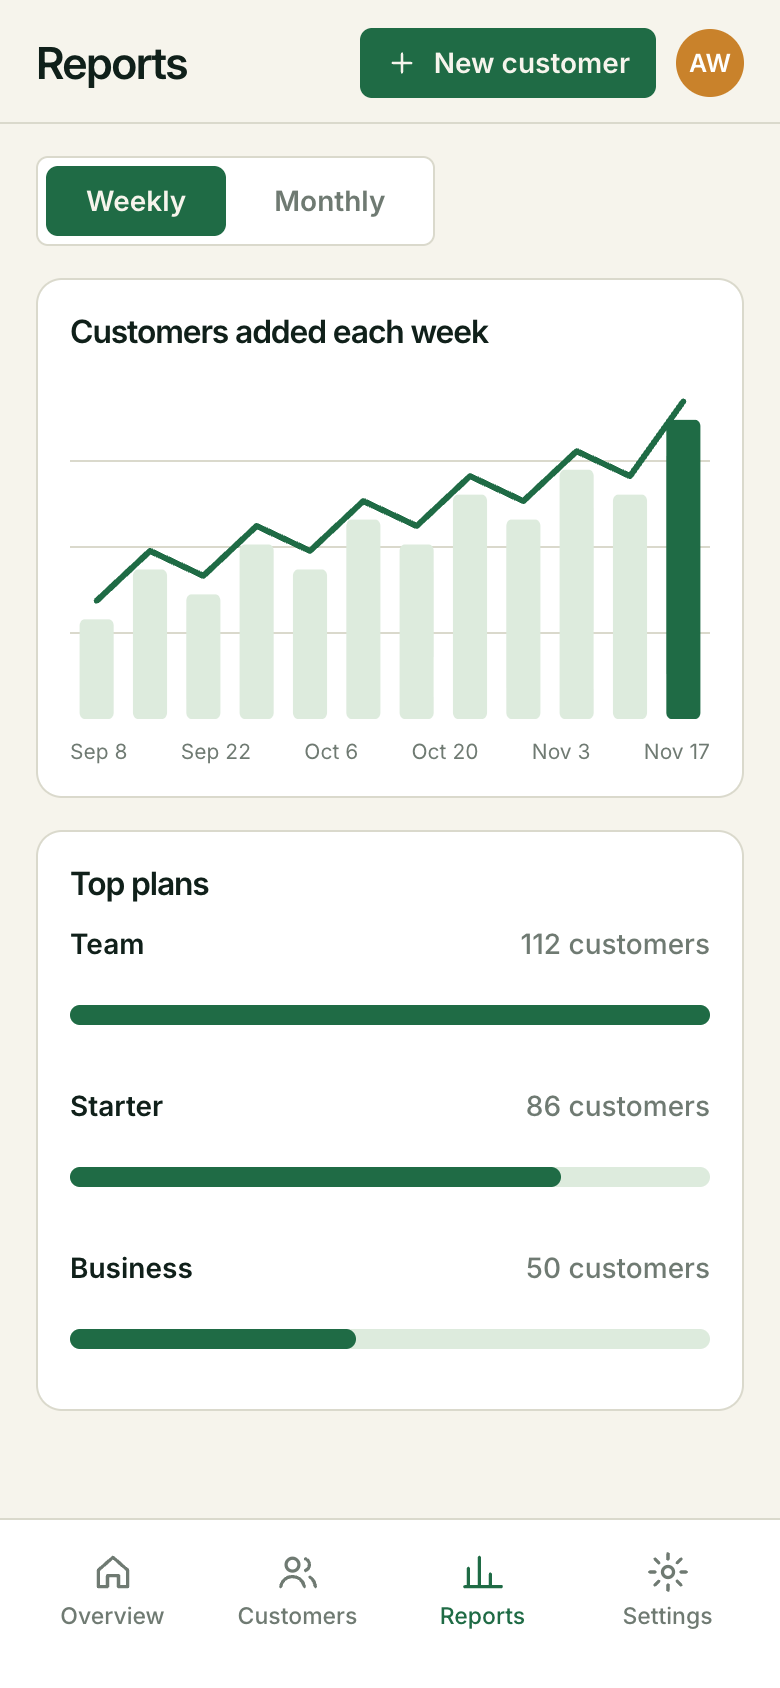 Reports
+ New customer
AW
Weekly
Monthly
Customers added each week
Sep 8 Sep 22 Oct 6 Oct 20 Nov 3 Nov 17
Top plans
Team 112 customers
Starter 86 customers
Business 50 customers
Overview Customers Reports Settings